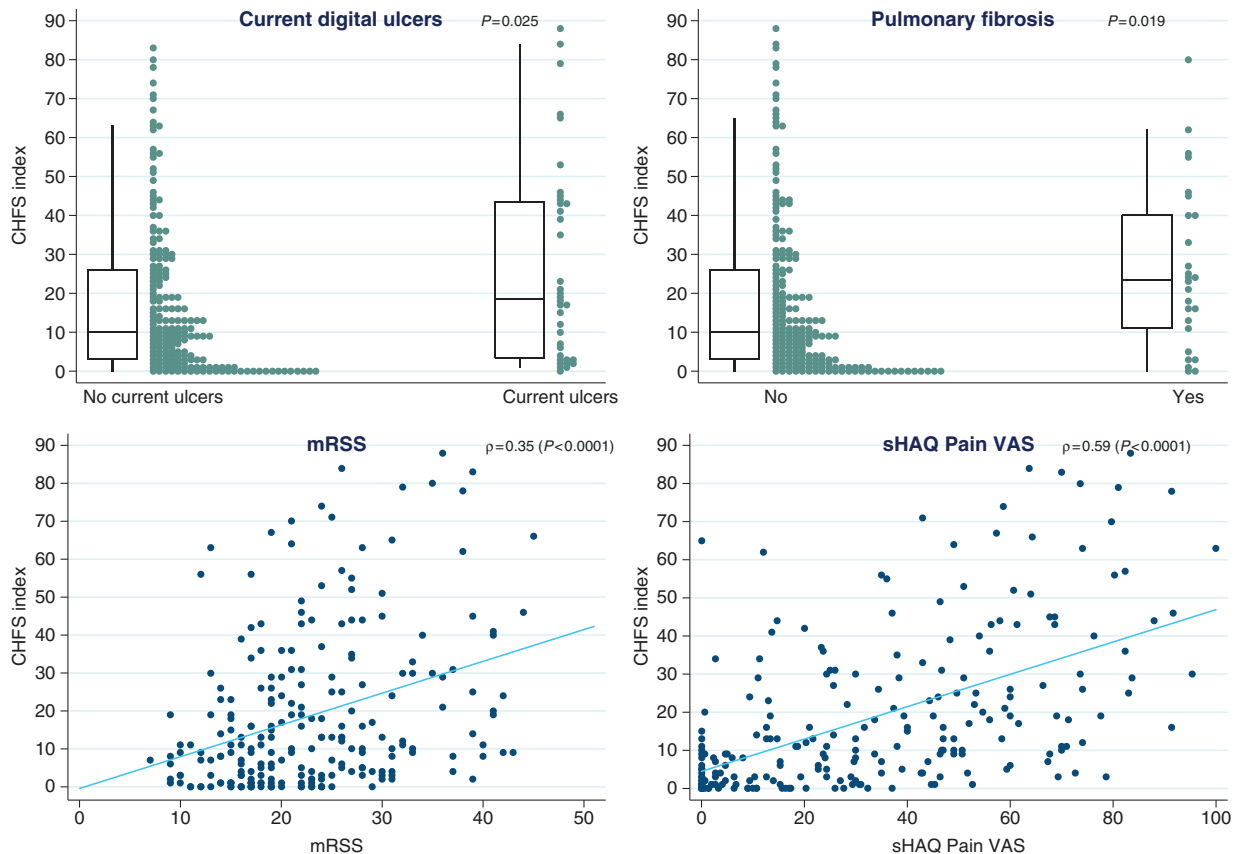 Current digital ulcers
P=0.025
CHFS index
90
80
70
60
50
40
30
20
10
0
No current ulcers
Current ulcers
Pulmonary fibrosis
P=0.019
CHFS index
90
80
70
60
50
40
30
20
10
0
No
Yes
mRSS
ρ=0.35 (P<0.0001)
CHFS index
90
80
70
60
50
40
30
20
10
0
0 10 20 30 40 50
mRSS
sHAQ Pain VAS
ρ=0.59 (P<0.0001)
CHFS index
90
80
70
60
50
40
30
20
10
0
0 20 40 60 80 100
sHAQ Pain VAS